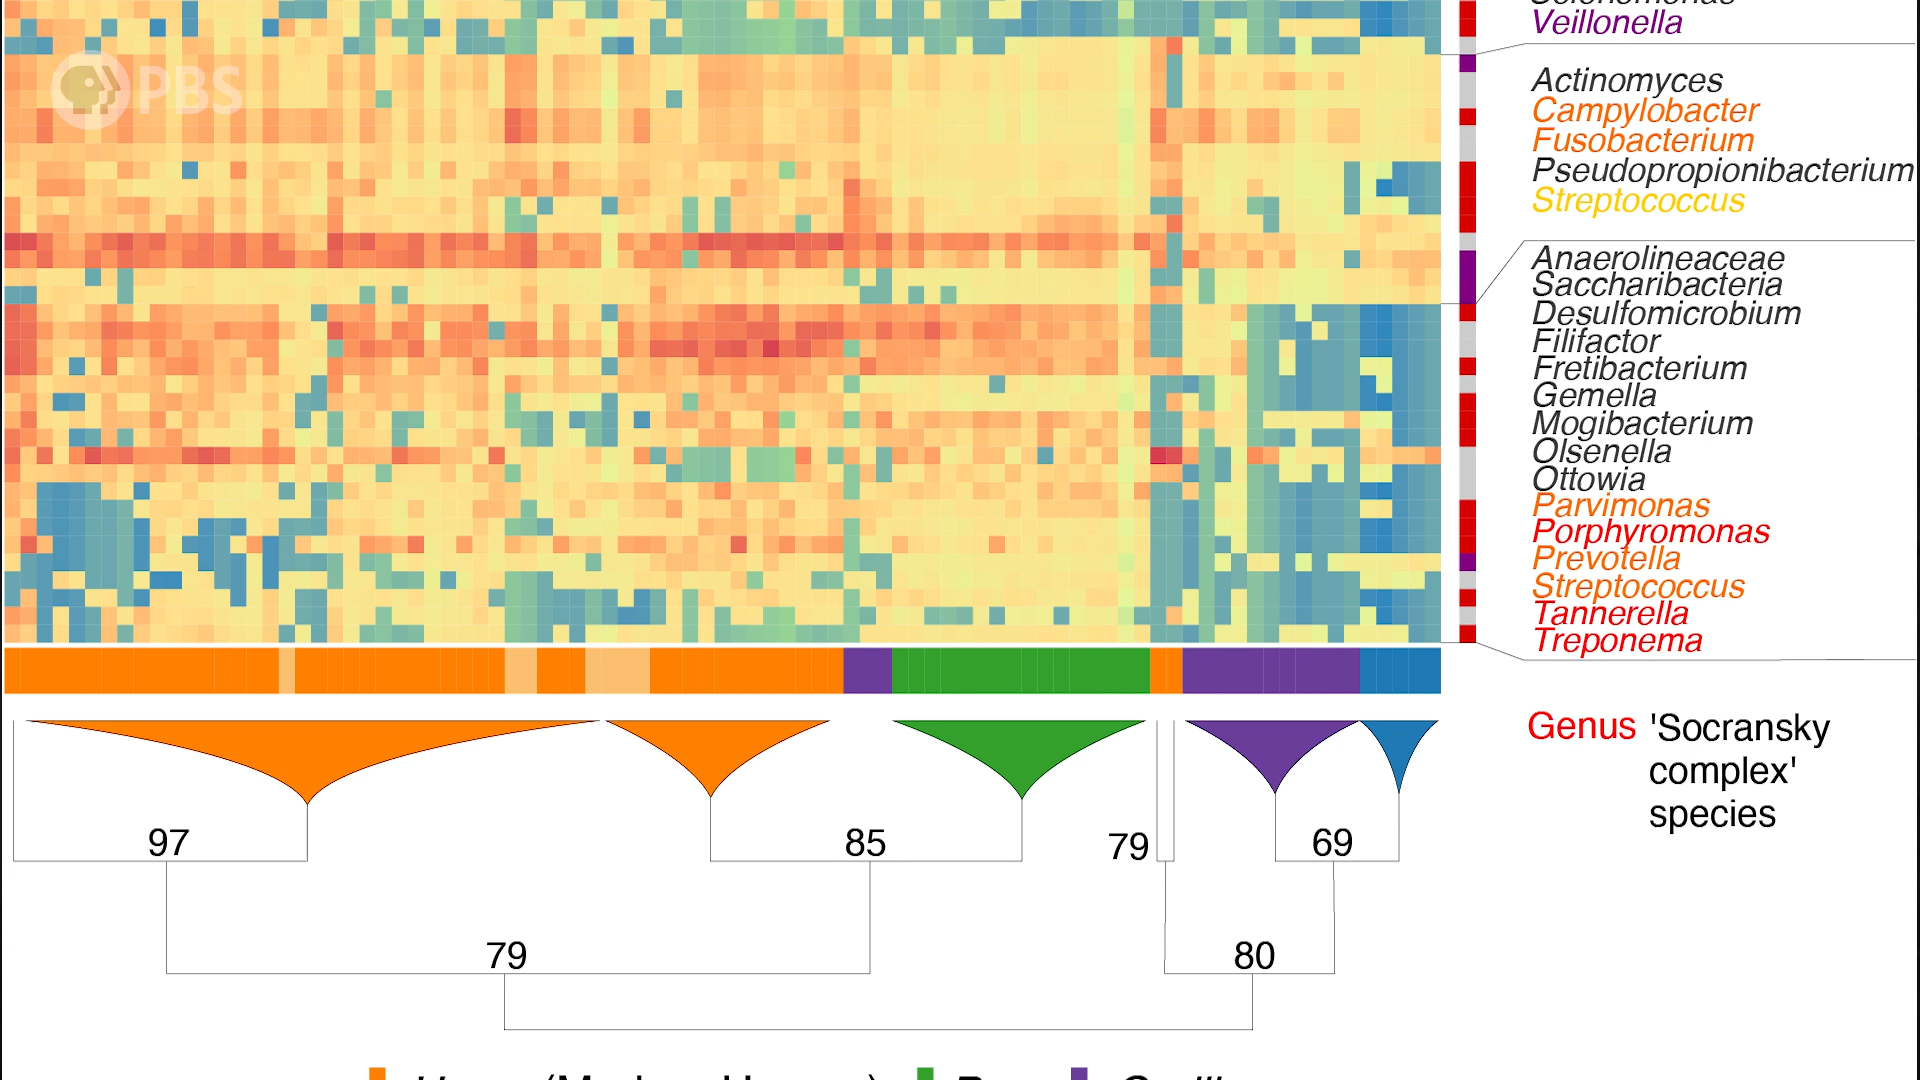 Veillonella
PBS
Actinomyces
Campylobacter
Fusobacterium
Pseudopropionibacterium
Streptococcus
Anaerolineaceae
Saccharibacteria
Desulfomicrobium
Filifactor
Fretibacterium
Gemella
Mogibacterium
Olsenella
Ottowia
Parvimonas
Porphyromonas
Prevotella
Streptococcus
Tannerella
Treponema
Genus 'Socransky
complex'
species
97
85
79
69
79
80